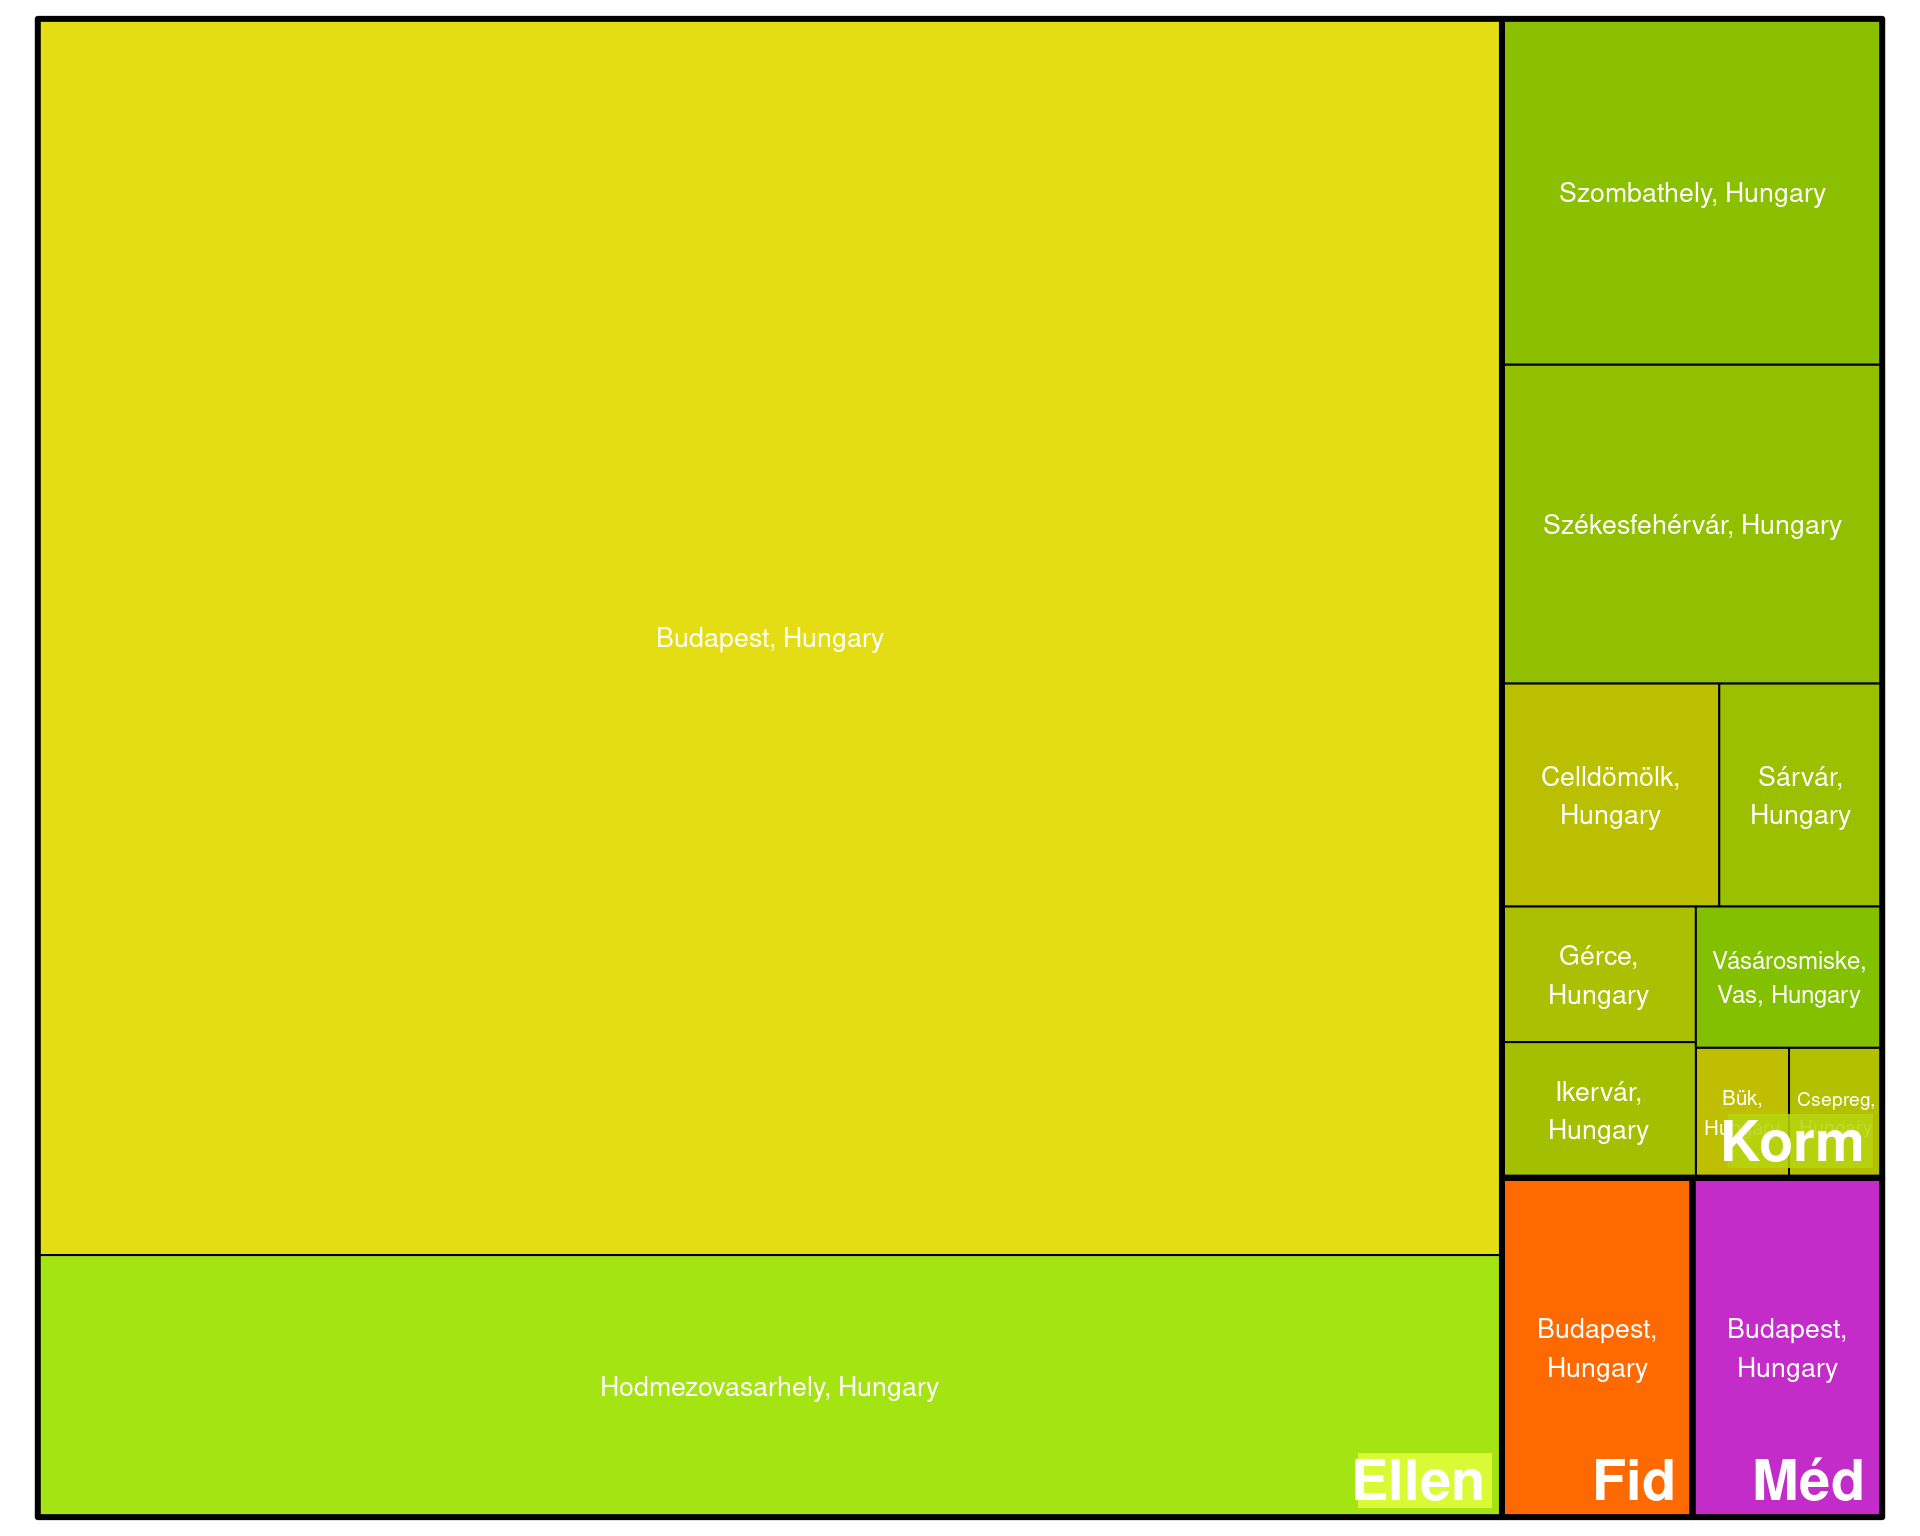 Budapest, Hungary
Hodmezovasarhely, Hungary
Ellen
Szombathely, Hungary
Székesfehérvár, Hungary
Celldömölk,
Hungary
Sárvár,
Hungary
Gérce,
Hungary
Vásárosmiske,
Vas, Hungary
Ikervár,
Hungary
Bük,
Csepreg,
Hungary
Korm
Budapest,
Hungary
Fid
Budapest,
Hungary
Méd